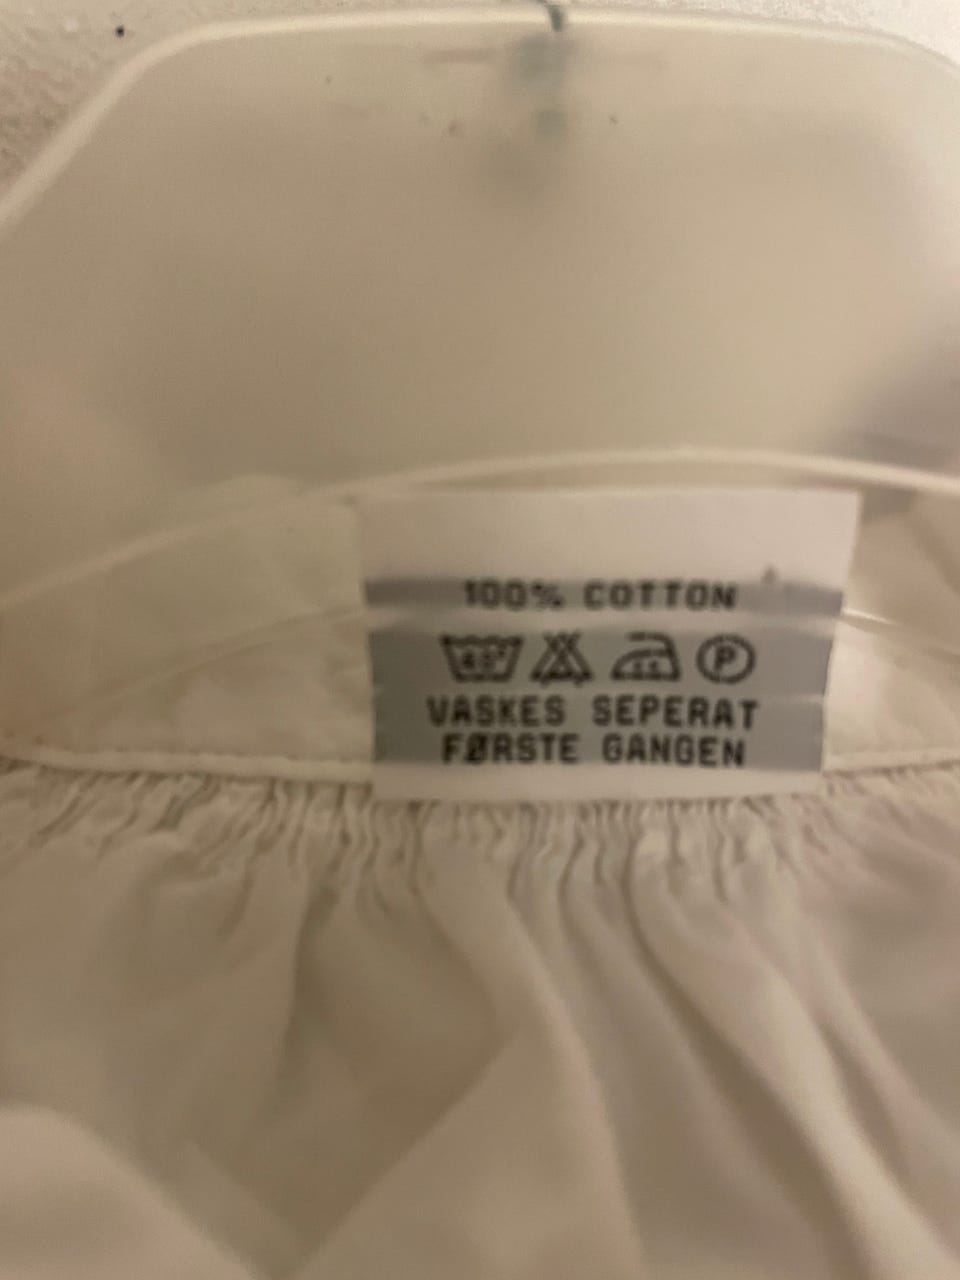 100% COTTON
P
VASKES SEPERAT
FØRSTE GANGEN